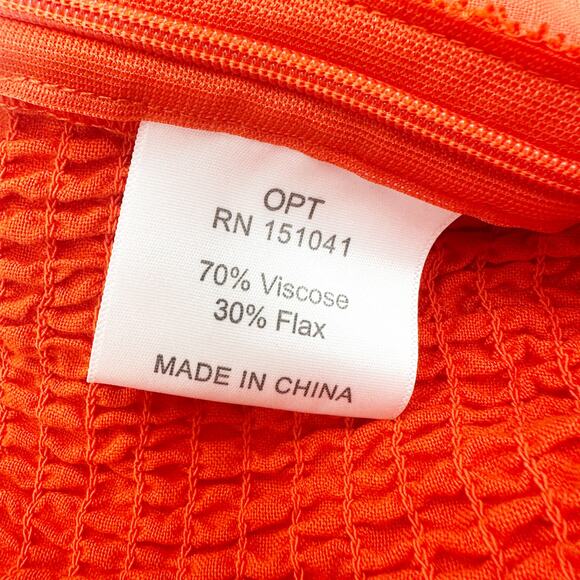 OPT
RN 151041
70% Viscose
30% Flax
MADE IN CHINA